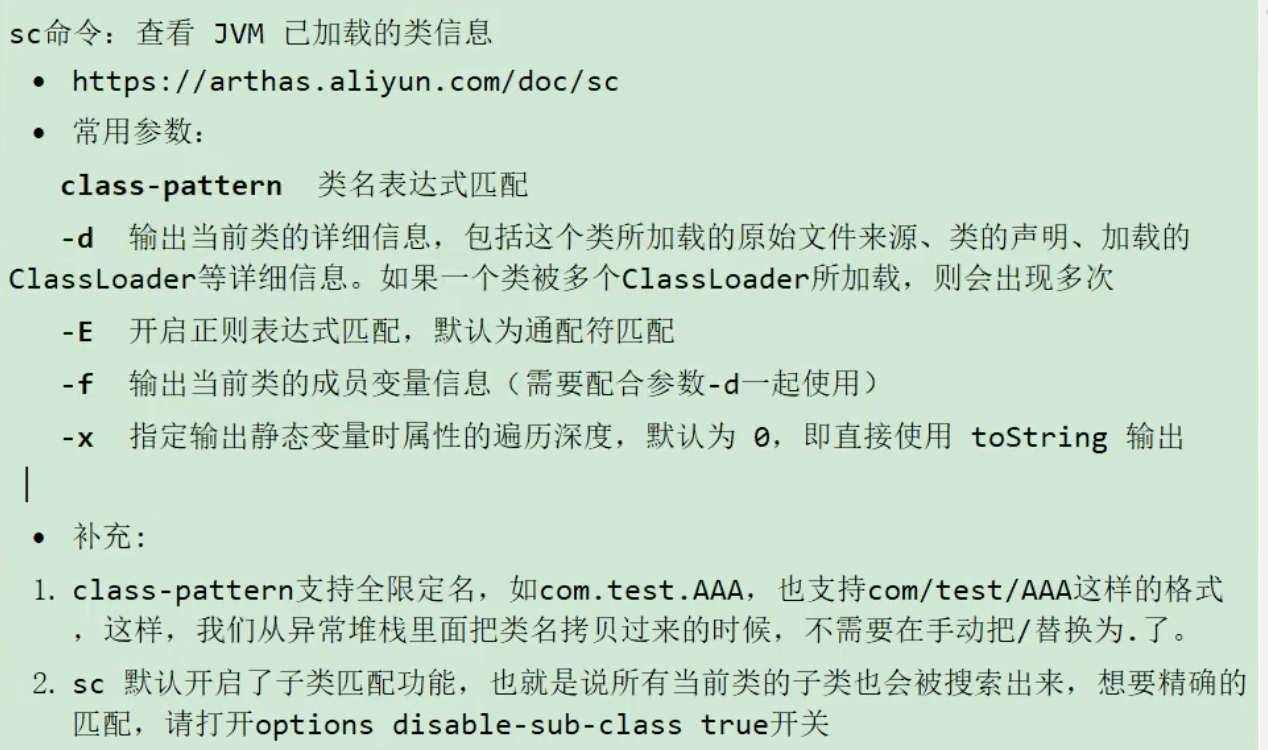 sc命令：查看 JVM 已加载的类信息
• https://arthas.aliyun.com/doc/sc
• 常用参数：
class-pattern 类名表达式匹配
-d 输出当前类的详细信息，包括这个类所加载的原始文件来源、类的声明、加载的
ClassLoader等详细信息。如果一个类被多个ClassLoader所加载，则会出现多次
-E 开启正则表达式匹配，默认为通配符匹配
-f 输出当前类的成员变量信息（需要配合参数-d一起使用）
-x 指定输出静态变量时属性的遍历深度，默认为 0，即直接使用 toString 输出
• 补充：
1. class-pattern支持全限定名，如com.test.AAA，也支持com/test/AAA这样的格式
，这样，我们从异常堆栈里面把类名拷贝过来的时候，不需要在手动把/替换为.了。
2. sc 默认开启了子类匹配功能，也就是说所有当前类的子类也会被搜索出来，想要精确的
匹配，请打开options disable-sub-class true开关